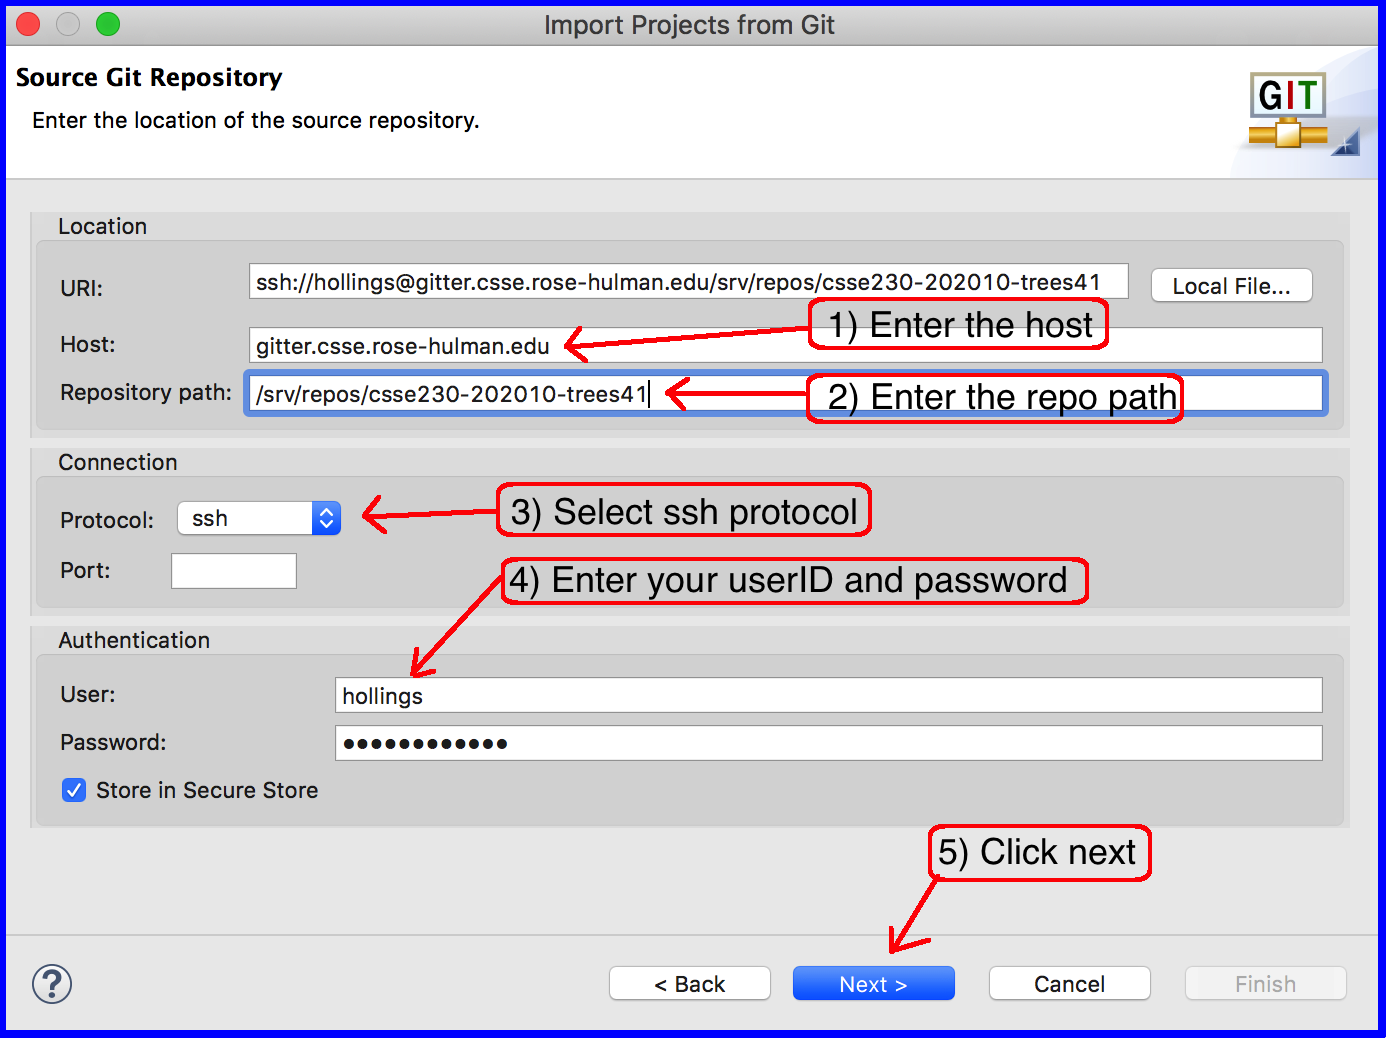 Import Projects from Git
Source Git Repository
Enter the location of the source repository.
GIT
Location
URI: ssh://hollings@gitter.csse.rose-hulman.edu/srv/repos/csse230-202010-trees41 Local File...
1) Enter the host
Host: gitter.csse.rose-hulman.edu
Repository path: /srv/repos/csse230-202010-trees41 2) Enter the repo path
Connection
Protocol: ssh 3) Select ssh protocol
Port:
4) Enter your userID and password
Authentication
User: hollings
Password: ●●●●●●●●●●●●
Store in Secure Store
5) Click next
? < Back Next > Cancel Finish